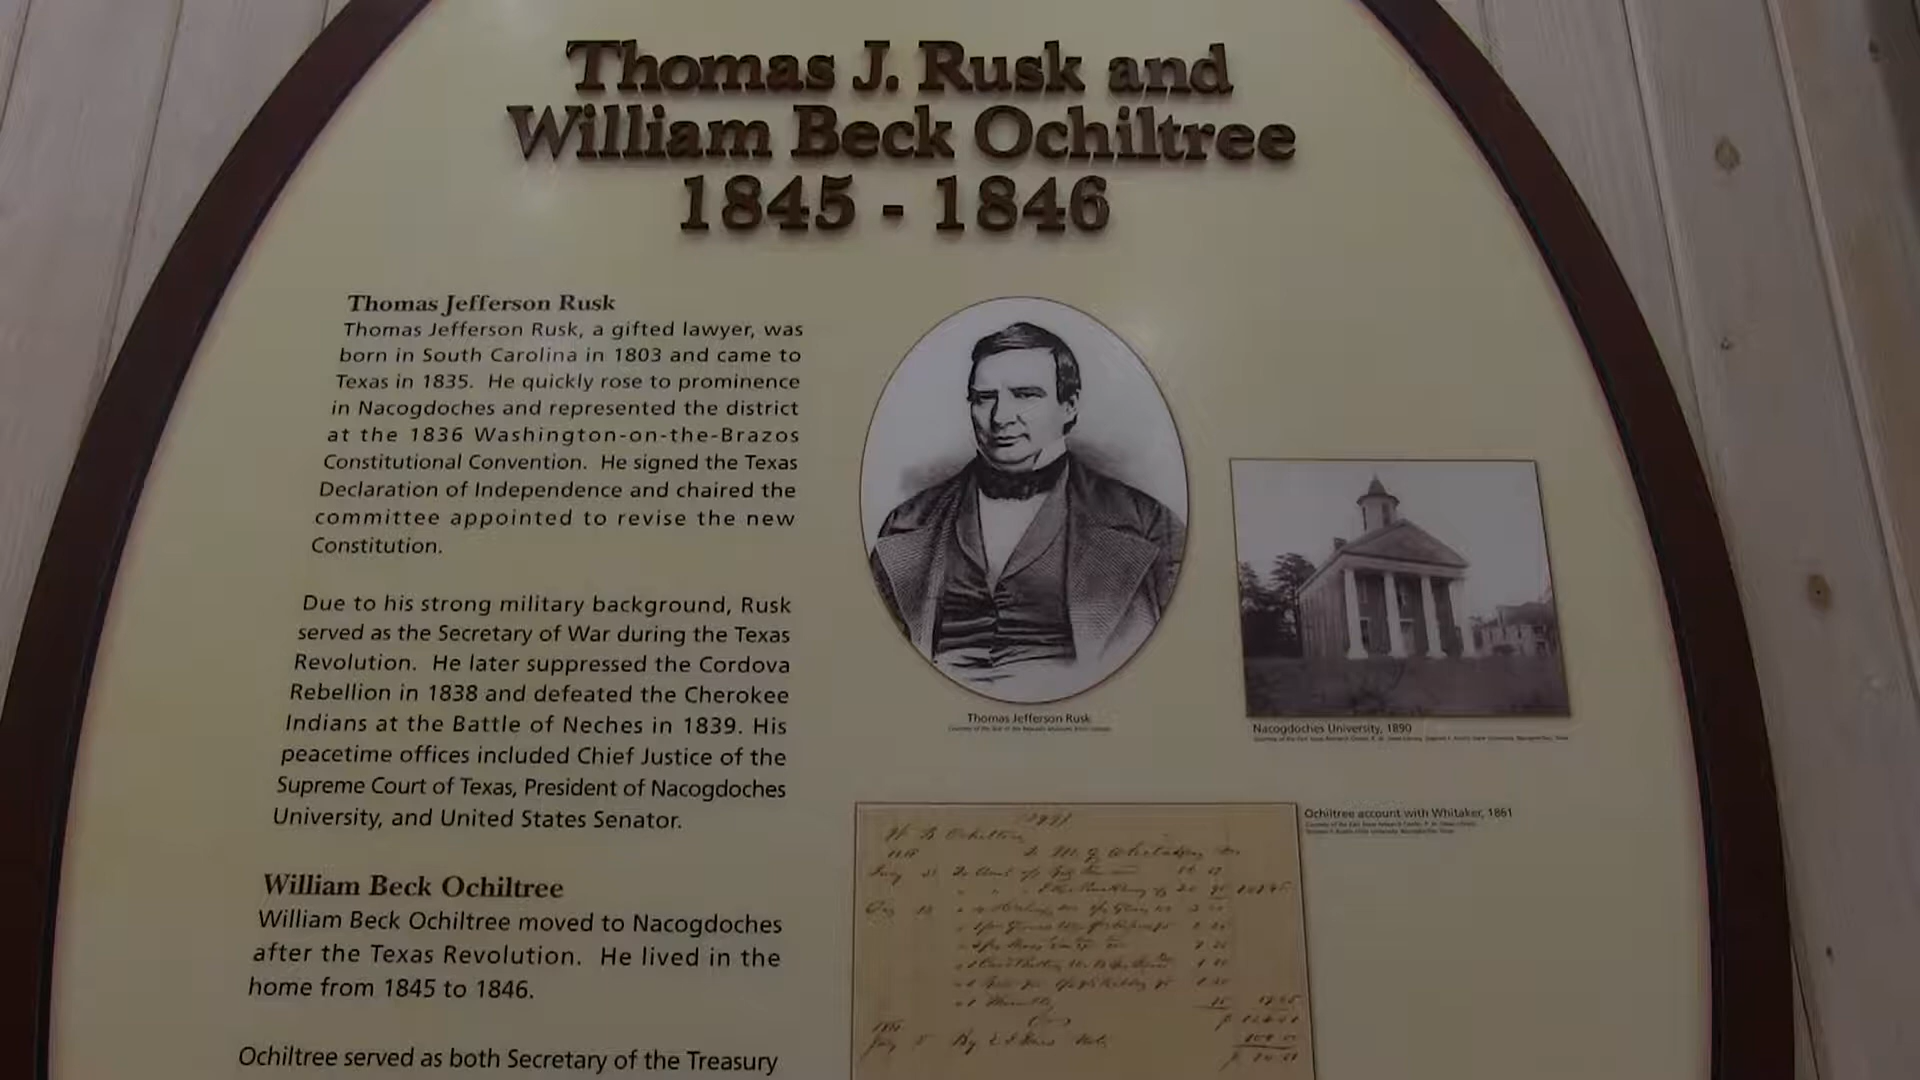 Thomas J. Rusk and
William Beck Ochiltree
1845 - 1846
Thomas Jefferson Rusk
Thomas Jefferson Rusk, a gifted lawyer, was
born in South Carolina in 1803 and came to
Texas in 1835. He quickly rose to prominence
in Nacogdoches and represented the district
at the 1836 Washington-on-the-Brazos
Constitutional Convention. He signed the Texas
Declaration of Independence and chaired the
committee appointed to revise the new
Constitution.
Due to his strong military background, Rusk
served as the Secretary of War during the Texas
Revolution. He later suppressed the Cordova
Rebellion in 1838 and defeated the Cherokee
Indians at the Battle of Neches in 1839. His
peacetime offices included Chief Justice of the
Supreme Court of Texas, President of Nacogdoches
University, and United States Senator.
William Beck Ochiltree
William Beck Ochiltree moved to Nacogdoches
after the Texas Revolution. He lived in the
home from 1845 to 1846.
Ochiltree served as both Secretary of the Treasury
Thomas Jefferson Rusk
Nacogdoches University, 1890
Ochiltree account with Whitaker, 1861
W B Ochiltree